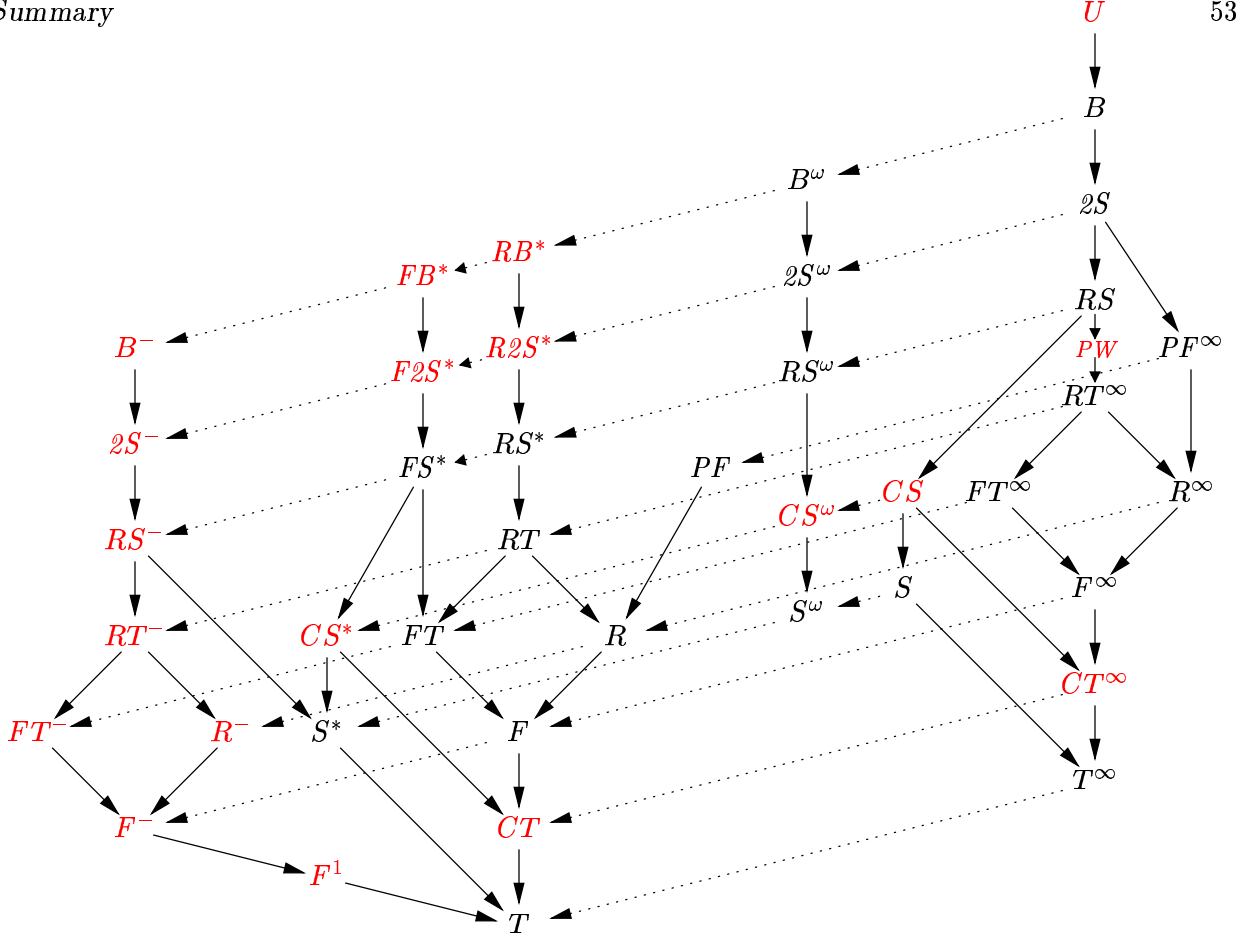 Summary 53
U
B
B^ω
2S
RB*
FB* 2S^ω
RS
B^- R2S* PW PF^∞
F2S* RS^ω
RT^∞
2S^- RS*
FS* PF
CS FT^∞ R^∞
CS^ω
RS^- RT
S F^∞
S^ω
RT^- CS* FT R
CT^∞
FT^- R^- S* F
T^∞
F^- CT
F^1
T